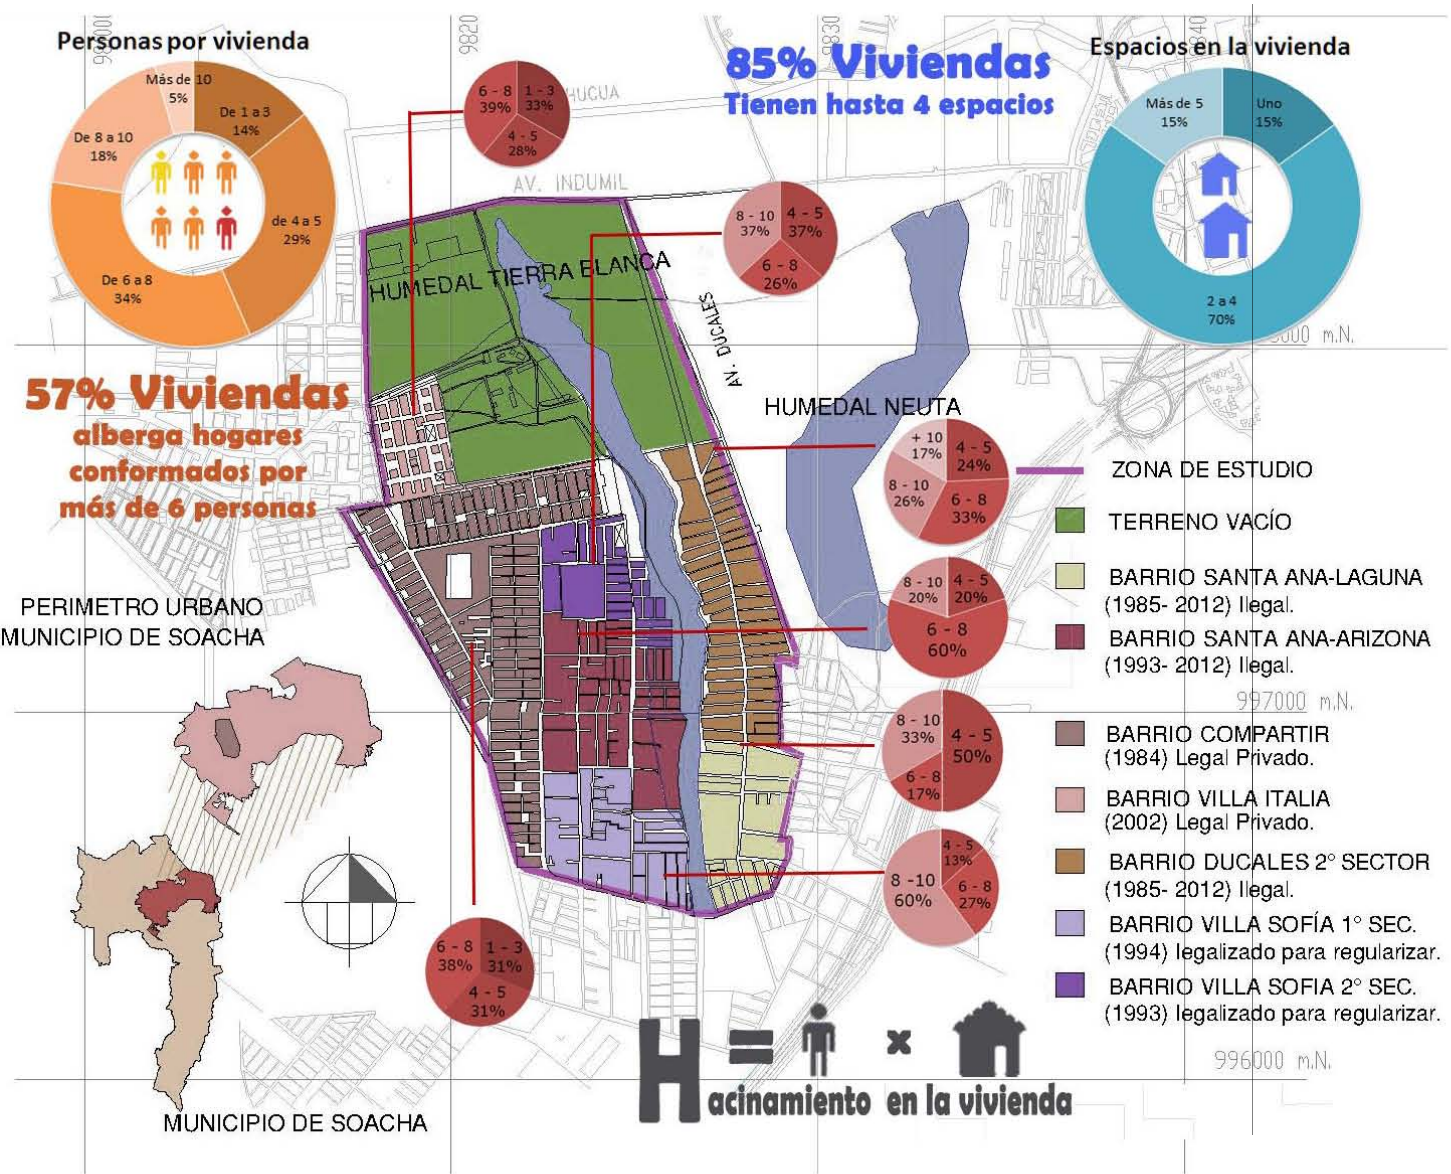 Personas por vivienda
Más de 10
5%
De 1 a 3
14%
De 8 a 10
18%
de 4 a 5
29%
De 6 a 8
34%
57% Viviendas
alberga hogares
conformados por
más de 6 personas
9820
9830
85% Viviendas
Tienen hasta 4 espacios
Espacios en la vivienda
Más de 5
15%
Uno
15%
2 a 4
70%
6 - 8
39%
1 - 3
33%
4 - 5
28%
AV. INDUMIL
8 - 10
37%
4 - 5
37%
6 - 8
26%
HUMEDAL TIERRA BLANCA
AV. DUCALES
HUMEDAL NEUTA
+ 10
17%
4 - 5
24%
8 - 10
26%
6 - 8
33%
8 - 10
20%
4 - 5
20%
6 - 8
60%
8 - 10
33%
4 - 5
50%
6 - 8
17%
4 - 5
13%
8 -10
60%
6 - 8
27%
6 - 8
38%
1 - 3
31%
4 - 5
31%
ZONA DE ESTUDIO
TERRENO VACÍO
BARRIO SANTA ANA-LAGUNA
(1985- 2012) Ilegal.
BARRIO SANTA ANA-ARIZONA
(1993- 2012) Ilegal.
997000 m.N.
BARRIO COMPARTIR
(1984) Legal Privado.
BARRIO VILLA ITALIA
(2002) Legal Privado.
BARRIO DUCALES 2° SECTOR
(1985- 2012) Ilegal.
BARRIO VILLA SOFÍA 1° SEC.
(1994) legalizado para regularizar.
BARRIO VILLA SOFIA 2° SEC.
(1993) legalizado para regularizar.
996000 m.N.
PERIMETRO URBANO
MUNICIPIO DE SOACHA
MUNICIPIO DE SOACHA
H = x
acinamiento en la vivienda